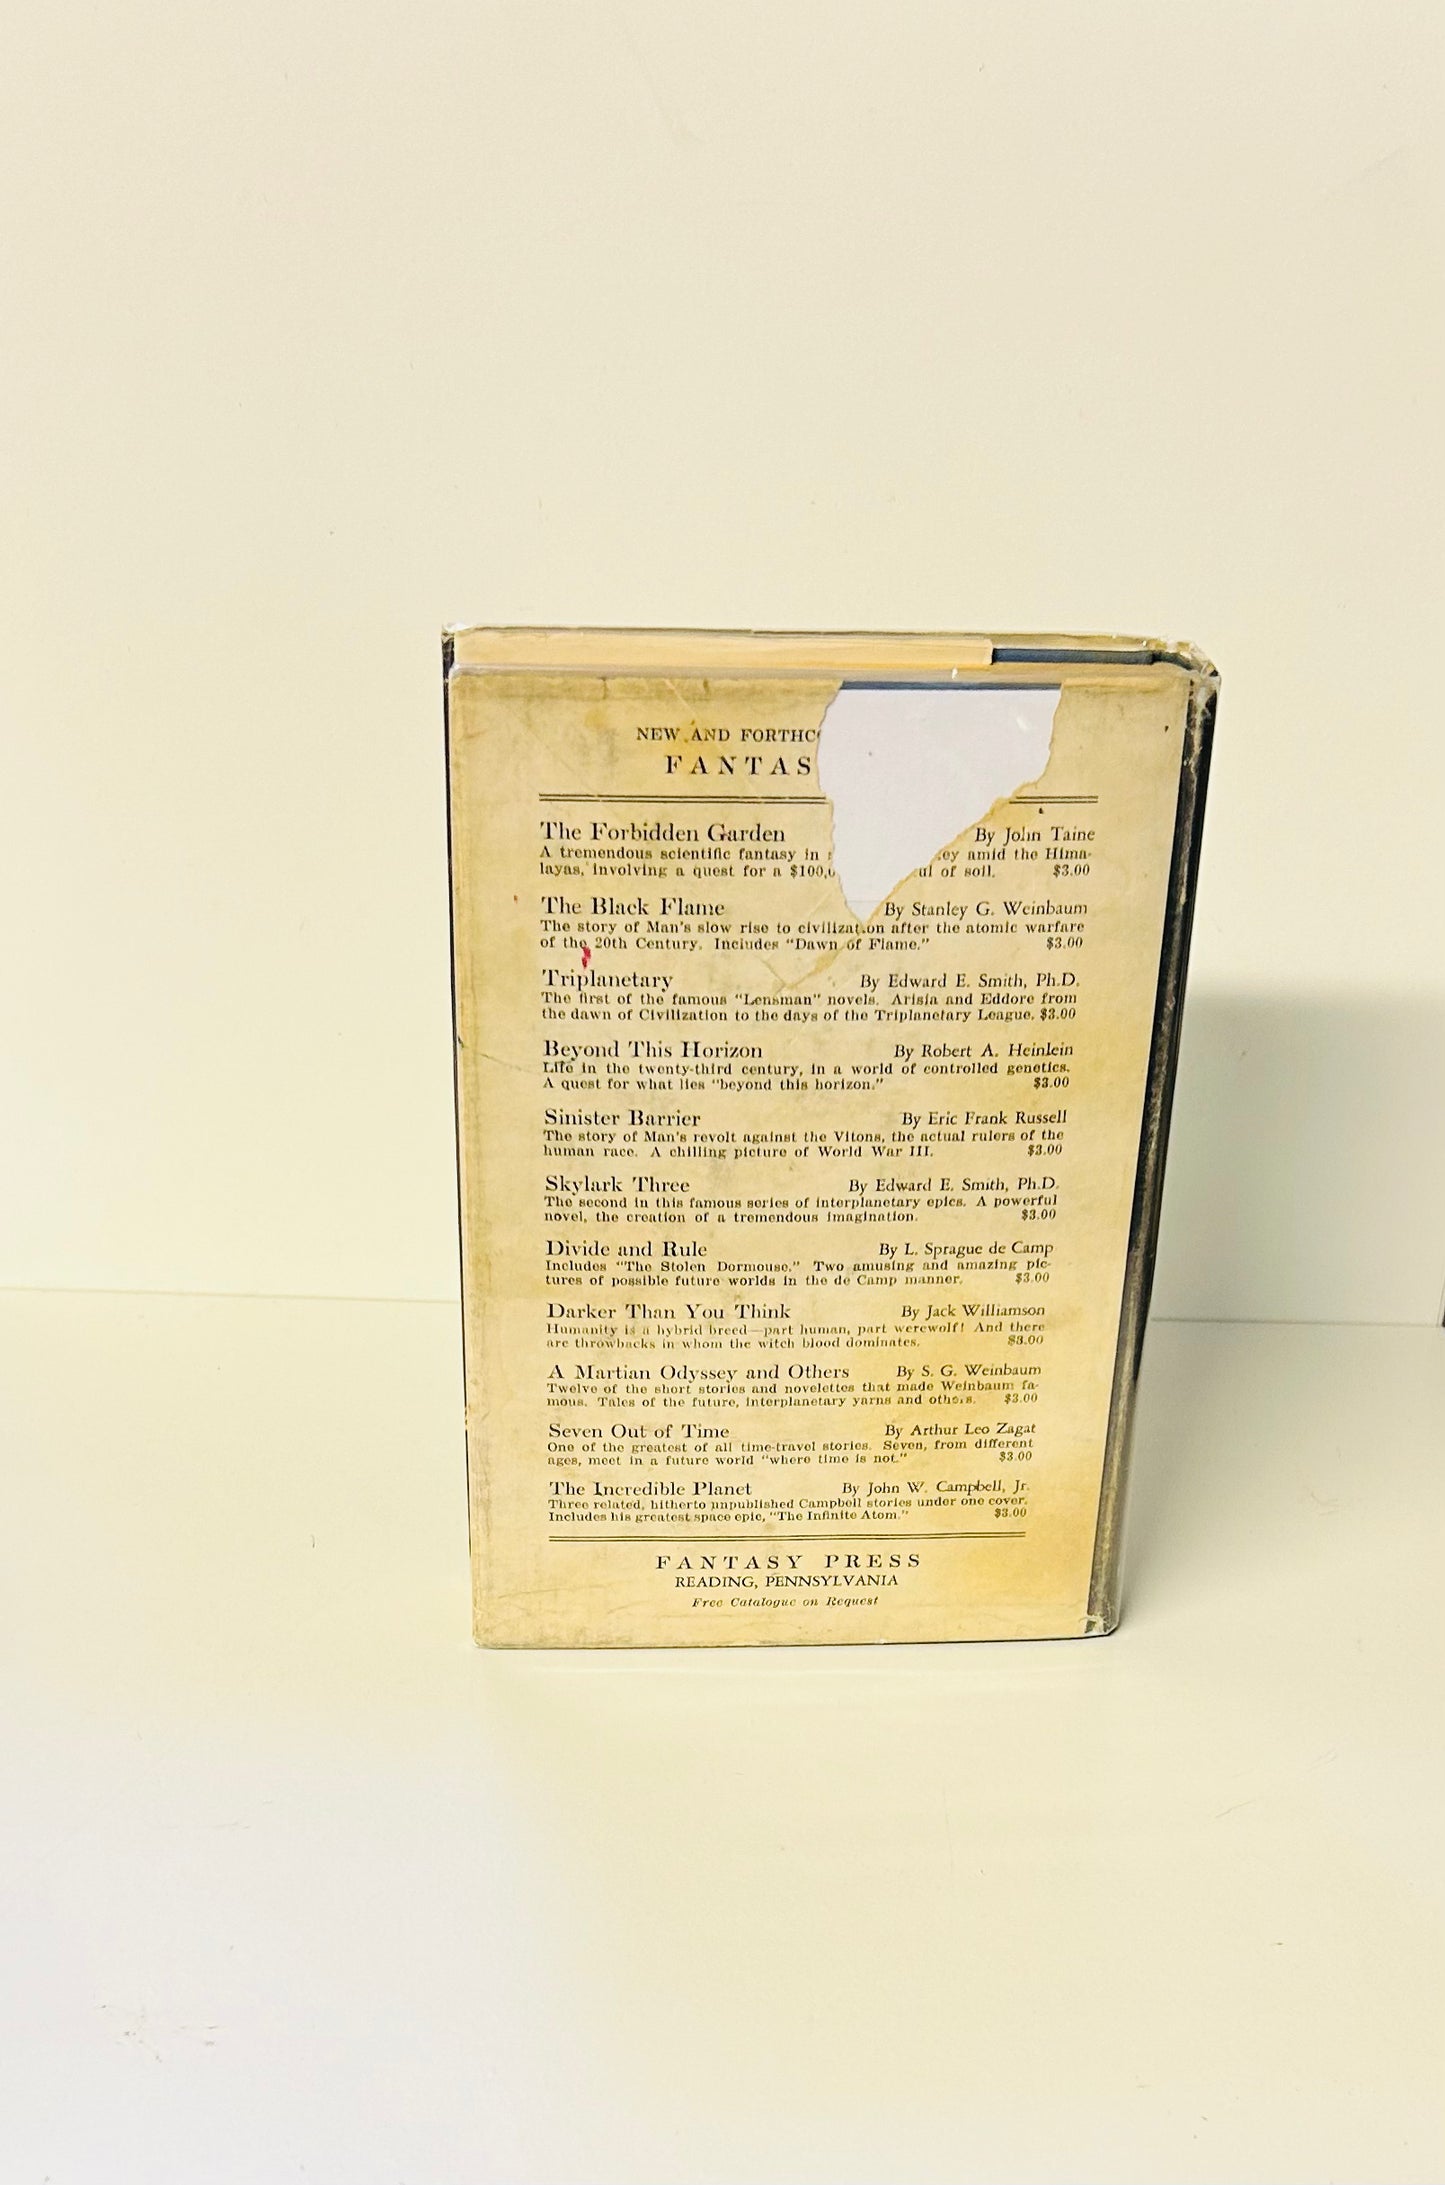 NEW AND FORTHC
FANTAS
The Forbidden Garden By John Taine
A tremendous scientific fantasy in ey amid the Hima-
layas, involving a quest for a $100, ul of soil. $3.00
The Black Flame By Stanley G. Weinbaum
The story of Man's slow rise to civilization after the atomic warfare
of the 20th Century. Includes "Dawn of Flame." $3.00
Triplanetary By Edward E. Smith, Ph.D.
The first of the famous "Lensman" novels. Arisia and Eddore from
the dawn of Civilization to the days of the Triplanetary League. $3.00
Beyond This Horizon By Robert A. Heinlein
Life in the twenty-third century, in a world of controlled genetics.
A quest for what lies "beyond this horizon." $3.00
Sinister Barrier By Eric Frank Russell
The story of Man's revolt against the Vitons, the actual rulers of the
human race. A chilling picture of World War III. $3.00
Skylark Three By Edward E. Smith, Ph.D.
The second in this famous series of interplanetary epics. A powerful
novel, the creation of a tremendous imagination. $3.00
Divide and Rule By L. Sprague de Camp
Includes "The Stolen Dormouse." Two amusing and amazing pic-
tures of possible future worlds in the de Camp manner. $3.00
Darker Than You Think By Jack Williamson
Humanity is a hybrid breed—part human, part werewolf! And there
are throwbacks in whom the witch blood dominates. $3.00
A Martian Odyssey and Others By S. G. Weinbaum
Twelve of the short stories and novelettes that made Weinbaum fa-
mous. Tales of the future, interplanetary yarns and others. $3.00
Seven Out of Time By Arthur Leo Zagat
One of the greatest of all time-travel stories. Seven, from different
ages, meet in a future world "where time is not." $3.00
The Incredible Planet By John W. Campbell, Jr.
Three related, hitherto unpublished Campbell stories under one cover.
Includes his greatest space epic, "The Infinite Atom." $3.00
FANTASY PRESS
READING, PENNSYLVANIA
Free Catalogue on Request